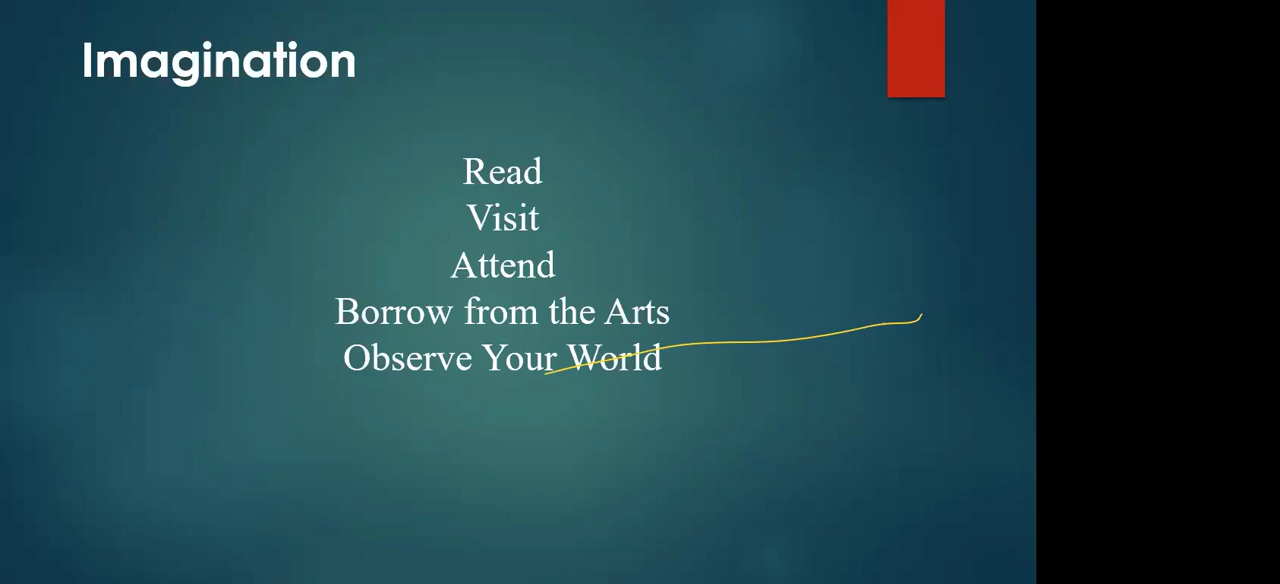 Imagination
Read
Visit
Attend
Borrow from the Arts
Observe Your World